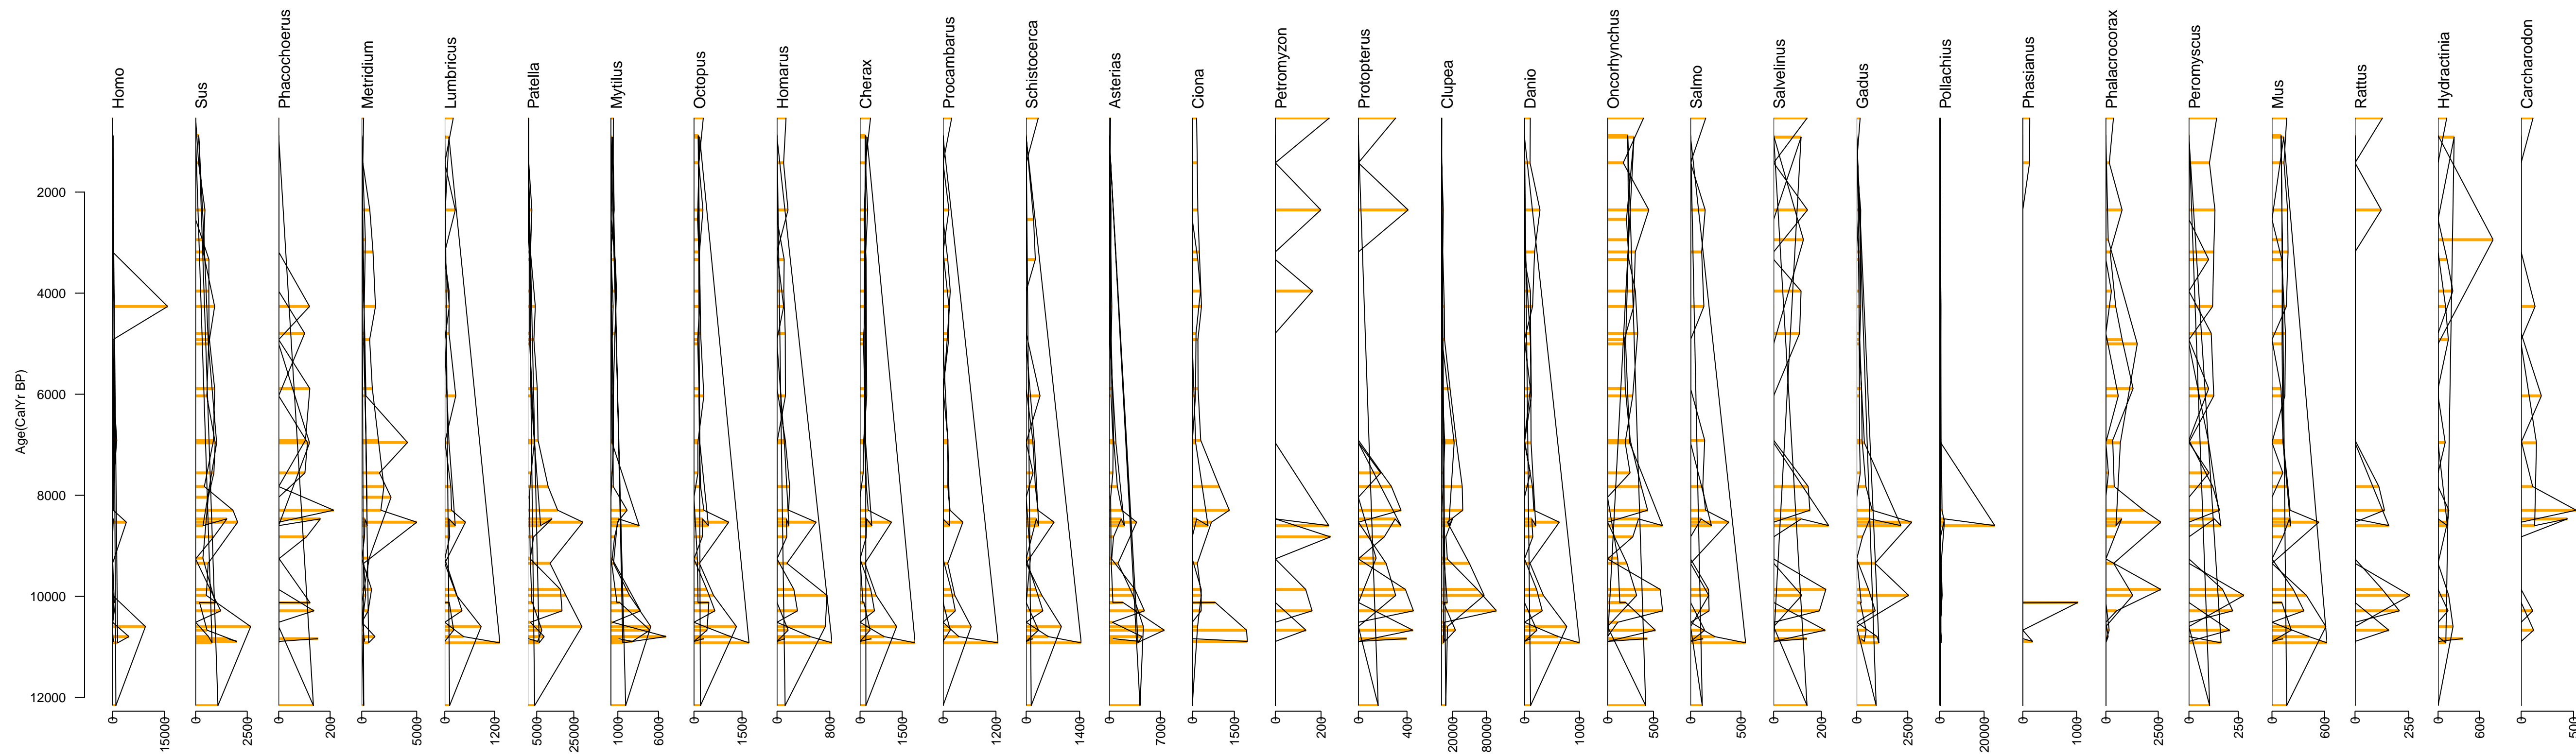 Homo
Sus
Phacochoerus
Metridium
Lumbricus
Patella
Mytilus
Octopus
Homarus
Cherax
Procambarus
Schistocerca
Asterias
Ciona
Petromyzon
Protopterus
Clupea
Danio
Oncorhynchus
Salmo
Salvelinus
Gadus
Pollachius
Phasianus
Phalacrocorax
Peromyscus
Mus
Rattus
Hydractinia
Carcharodon
Age(CalYr BP)
2000
4000
6000
8000
10000
12000
0 15000
0 2500
0 200
0 5000
0 1200
5000 25000
1000 6000
0 1500
0 800
0 1500
0 1200
0 1400
0 7000
0 1500
0 200
0 400
20000 80000
0 1000
0 500
0 500
0 200
0 2500
0 20000
0 1000
0 2500
0 250
0 600
0 250
0 600
0 500